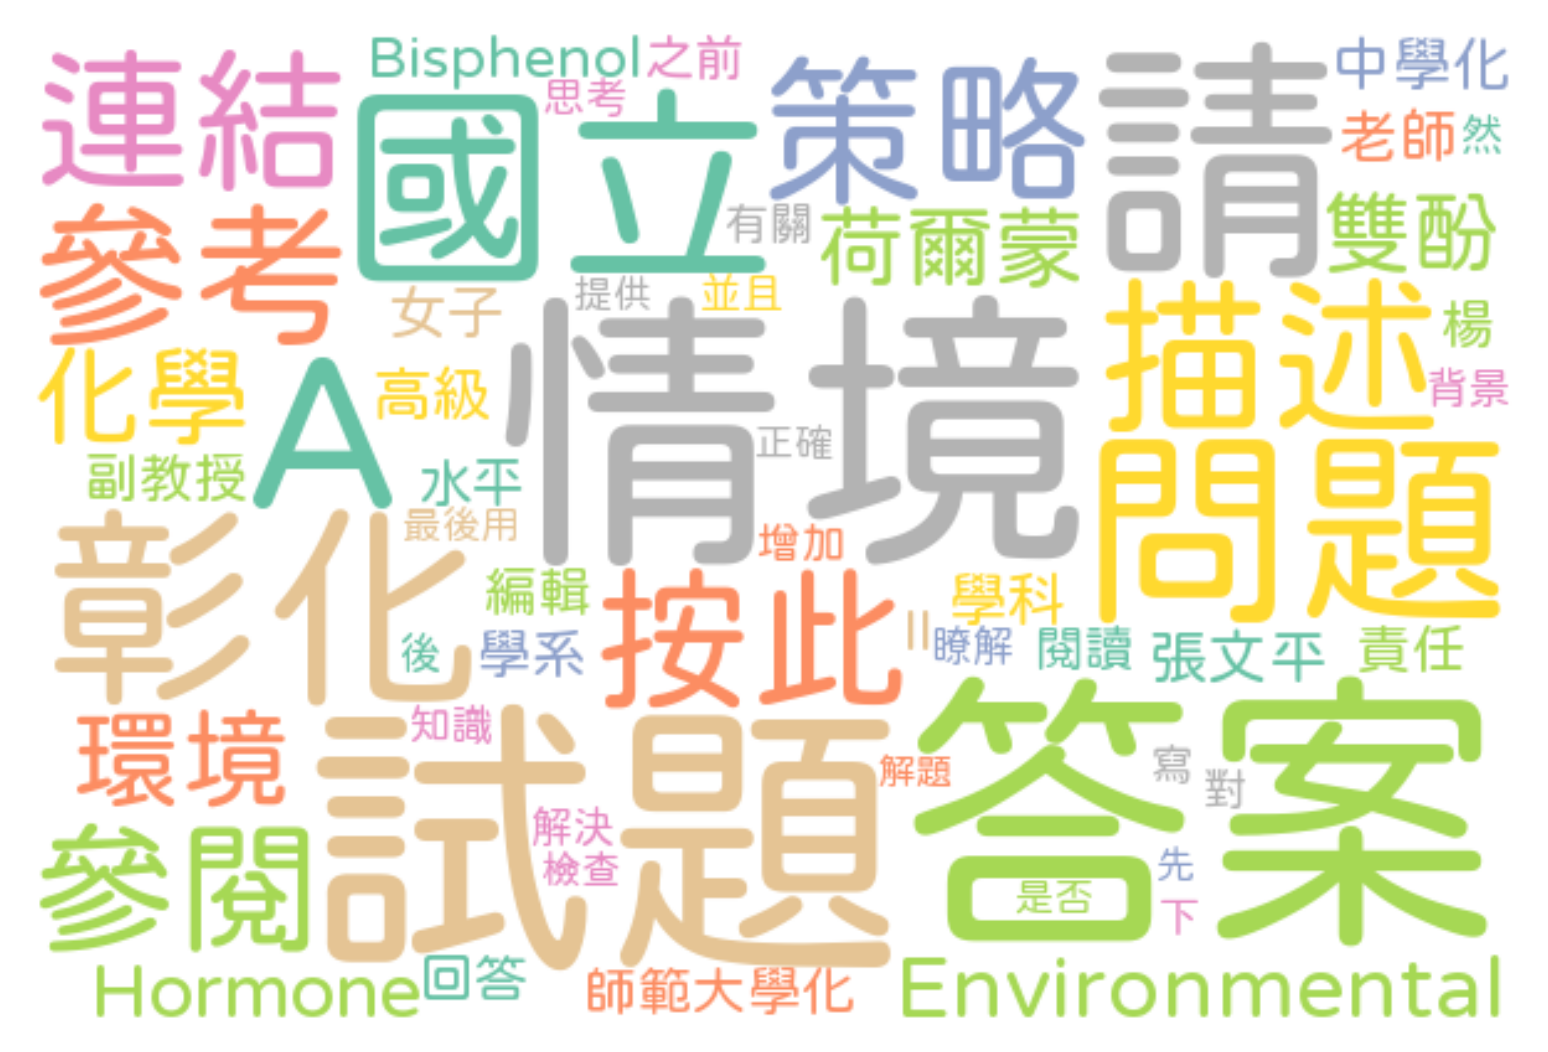 Bisphenol
之前
連結
思考
國立
策略
請
中學化
老師
然
參考
有關
荷爾蒙
雙酚
女子
提供
並且
情境
描述
楊
化學
A
高級
背景
副教授
水平
正確
問題
彰化
最後用
增加
編輯
按此
學科
後
學系
II
瞭解
閱讀
張文平
責任
環境
試題
知識
答案
解題
寫
對
參閱
解決
檢查
是否
先
下
Hormone
回答
師範大學化
Environmental